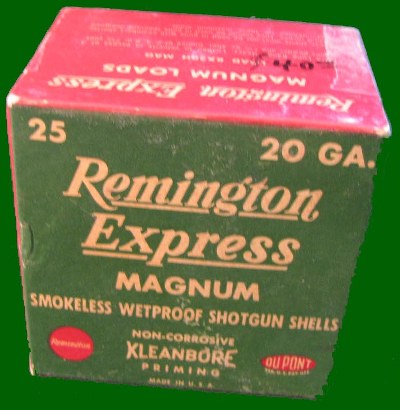 Remington Express
MAGNUM LOADS
25
20 GA.
Remington
Express
MAGNUM
SMOKELESS WETPROOF SHOTGUN SHELLS
NON-CORROSIVE
KLEANBORE
PRIMING
MADE IN U.S.A.
Remington
DU PONT